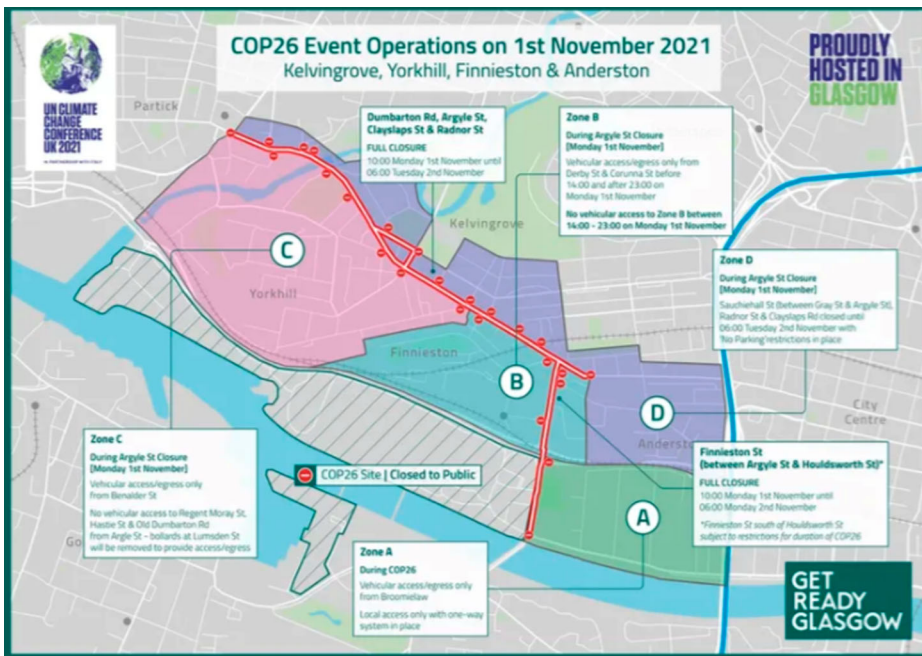 COP26 Event Operations on 1st November 2021
Kelvingrove, Yorkhill, Finnieston & Anderston
UN CLIMATE
CHANGE
CONFERENCE
UK 2021
IN PARTNERSHIP WITH ITALY
PROUDLY
HOSTED IN
GLASGOW
Partick
Dumbarton Rd, Argyle St,
Clayslaps St & Radnor St
FULL CLOSURE
10:00 Monday 1st November until
06:00 Tuesday 2nd November
Zone B
During Argyle St Closure
[Monday 1st November]
Vehicular access/egress only from
Derby St & Corunna St before
14:00 and after 23:00 on
Monday 1st November
No vehicular access to Zone B between
14:00 - 23:00 on Monday 1st November
Kelvingrove
C
Yorkhill
Finnieston
B
D
Anderston
City
Centre
A
Zone D
During Argyle St Closure
[Monday 1st November]
Sauchiehall St (between Gray St & Argyle St),
Radnor St & Clayslaps Rd closed until
06:00 Tuesday 2nd November with
'No Parking' restrictions in place
Zone C
During Argyle St Closure
[Monday 1st November]
Vehicular access/egress only
from Benalder St
No vehicular access to Regent Moray St,
Hastie St & Old Dumbarton Rd
from Argle St - bollards at Lumsden St
will be removed to provide access/egress
COP26 Site | Closed to Public
Finnieston St
(between Argyle St & Houldsworth St)*
FULL CLOSURE
10:00 Monday 1st November until
06:00 Monday 2nd November
*Finnieston St south of Houldsworth St
subject to restrictions for duration of COP26
Zone A
During COP26
Vehicular access/egress only
from Broomielaw
Local access only with one-way
system in place
GET
READY
GLASGOW